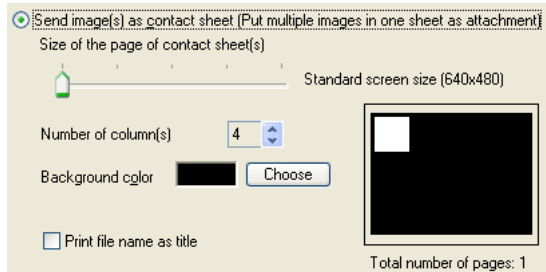 Send image(s) as contact sheet (Put multiple images in one sheet as attachment)
Size of the page of contact sheet(s)
Standard screen size (640x480)
Number of column(s) 4
Background color Choose
Print file name as title
Total number of pages: 1